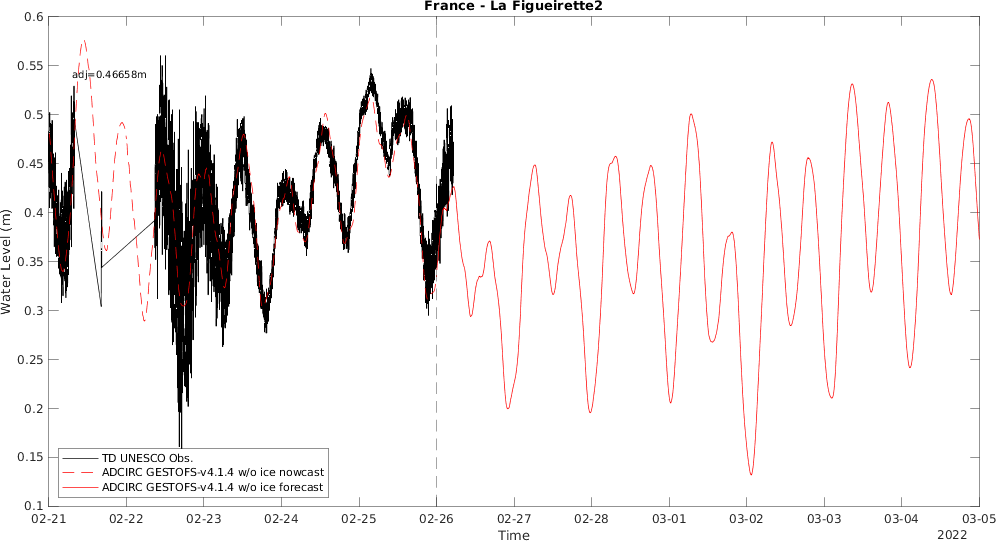 France - La Figueirette2
0.6
0.55
0.5
0.45
0.4
0.35
0.3
0.25
0.2
0.15
0.1
Water Level (m)
adj=0.46658m
TD UNESCO Obs.
ADCIRC GESTOFS-v4.1.4 w/o ice nowcast
ADCIRC GESTOFS-v4.1.4 w/o ice forecast
02-21 02-22 02-23 02-24 02-25 02-26 02-27 02-28 03-01 03-02 03-03 03-04 03-05
Time
2022